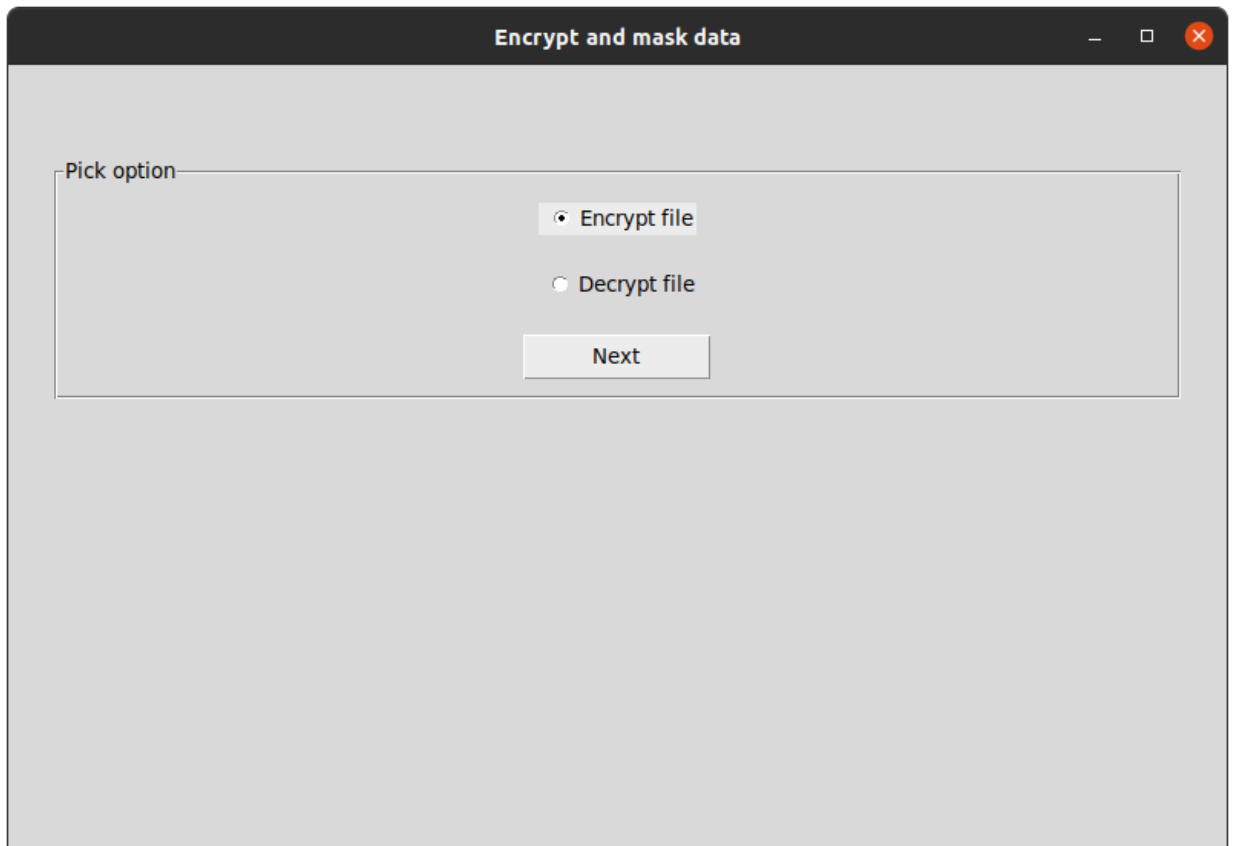 Encrypt and mask data
Pick option
Encrypt file
Decrypt file
Next